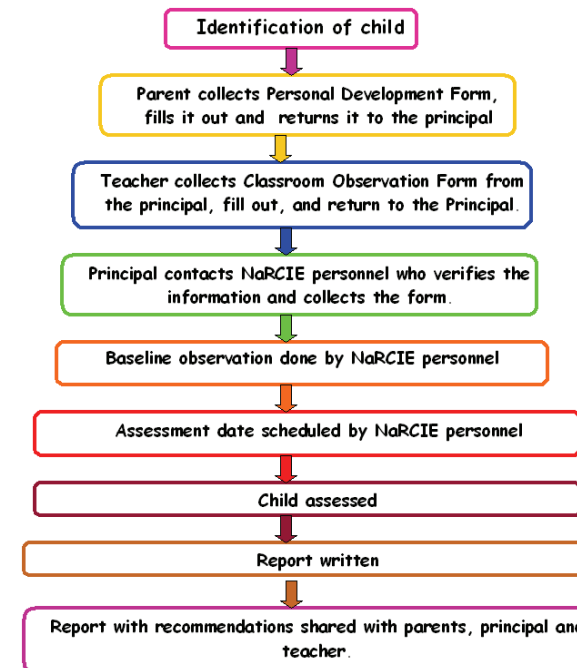 Identification of child
Parent collects Personal Development Form,
fills it out and returns it to the principal
Teacher collects Classroom Observation Form from
the principal, fill out, and return to the Principal.
Principal contacts NaRCIE personnel who verifies the
information and collects the form.
Baseline observation done by NaRCIE personnel
Assessment date scheduled by NaRCIE personnel
Child assessed
Report written
Report with recommendations shared with parents, principal and
teacher.